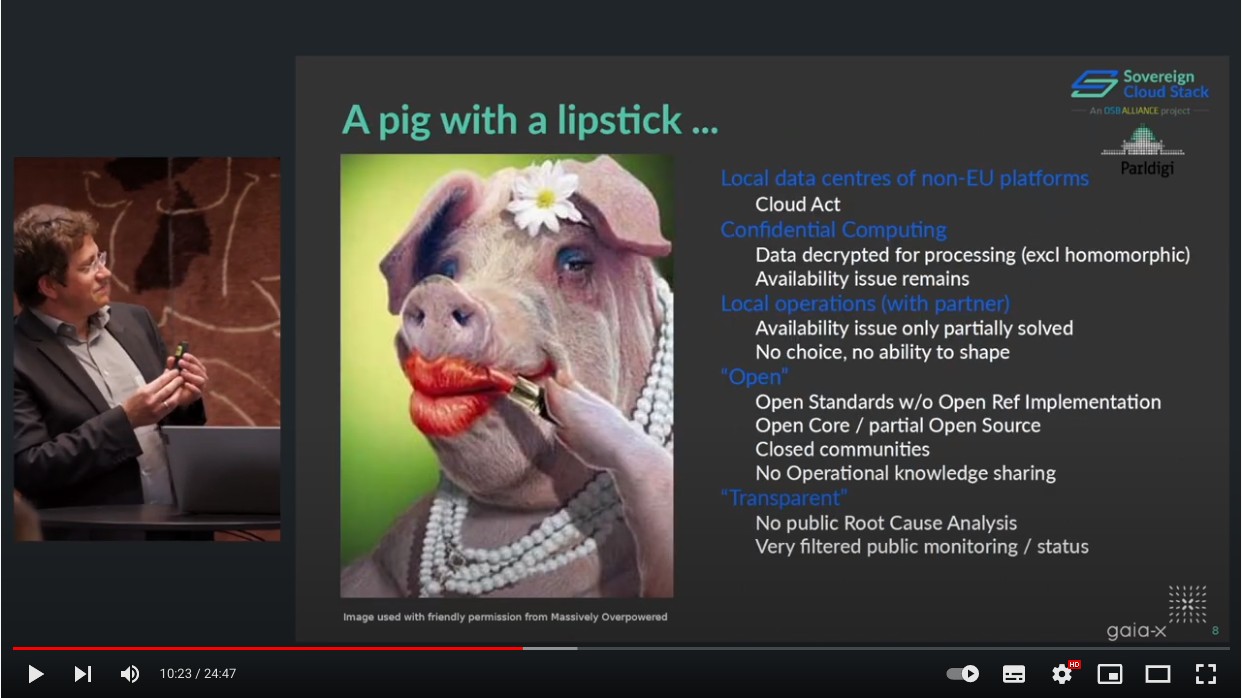 A pig with a lipstick ...
Sovereign
Cloud Stack
An OSB ALLIANCE project
Parldigi
Local data centres of non-EU platforms
Cloud Act
Confidential Computing
Data decrypted for processing (excl homomorphic)
Availability issue remains
Local operations (with partner)
Availability issue only partially solved
No choice, no ability to shape
“Open”
Open Standards w/o Open Ref Implementation
Open Core / partial Open Source
Closed communities
No Operational knowledge sharing
“Transparent”
No public Root Cause Analysis
Very filtered public monitoring / status
Image used with friendly permission from Massively Overpowered
gaia-x
8
10:23 / 24:47
HD